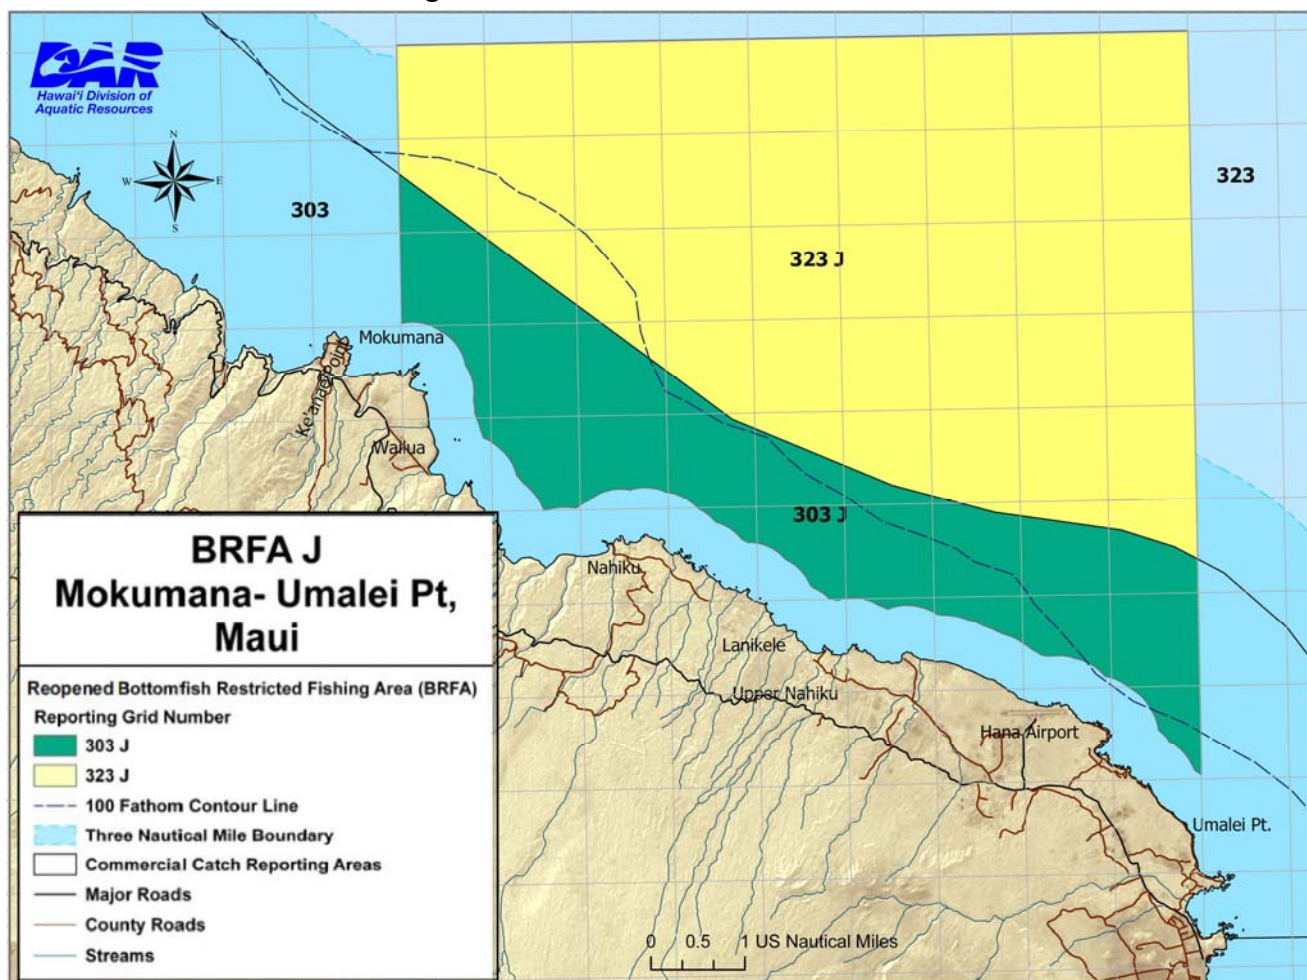 DAR
Hawai'i Division of
Aquatic Resources
N
W
E
S
303
323
323 J
Mokumana
Ke'anae Point
Wailua
303 J
Nahiku
Lanikele
Upper Nahiku
Hana Airport
Umalei Pt.
BRFA J
Mokumana- Umalei Pt,
Maui
Reopened Bottomfish Restricted Fishing Area (BRFA)
Reporting Grid Number
303 J
323 J
100 Fathom Contour Line
Three Nautical Mile Boundary
Commercial Catch Reporting Areas
Major Roads
County Roads
Streams
0 0.5 1 US Nautical Miles